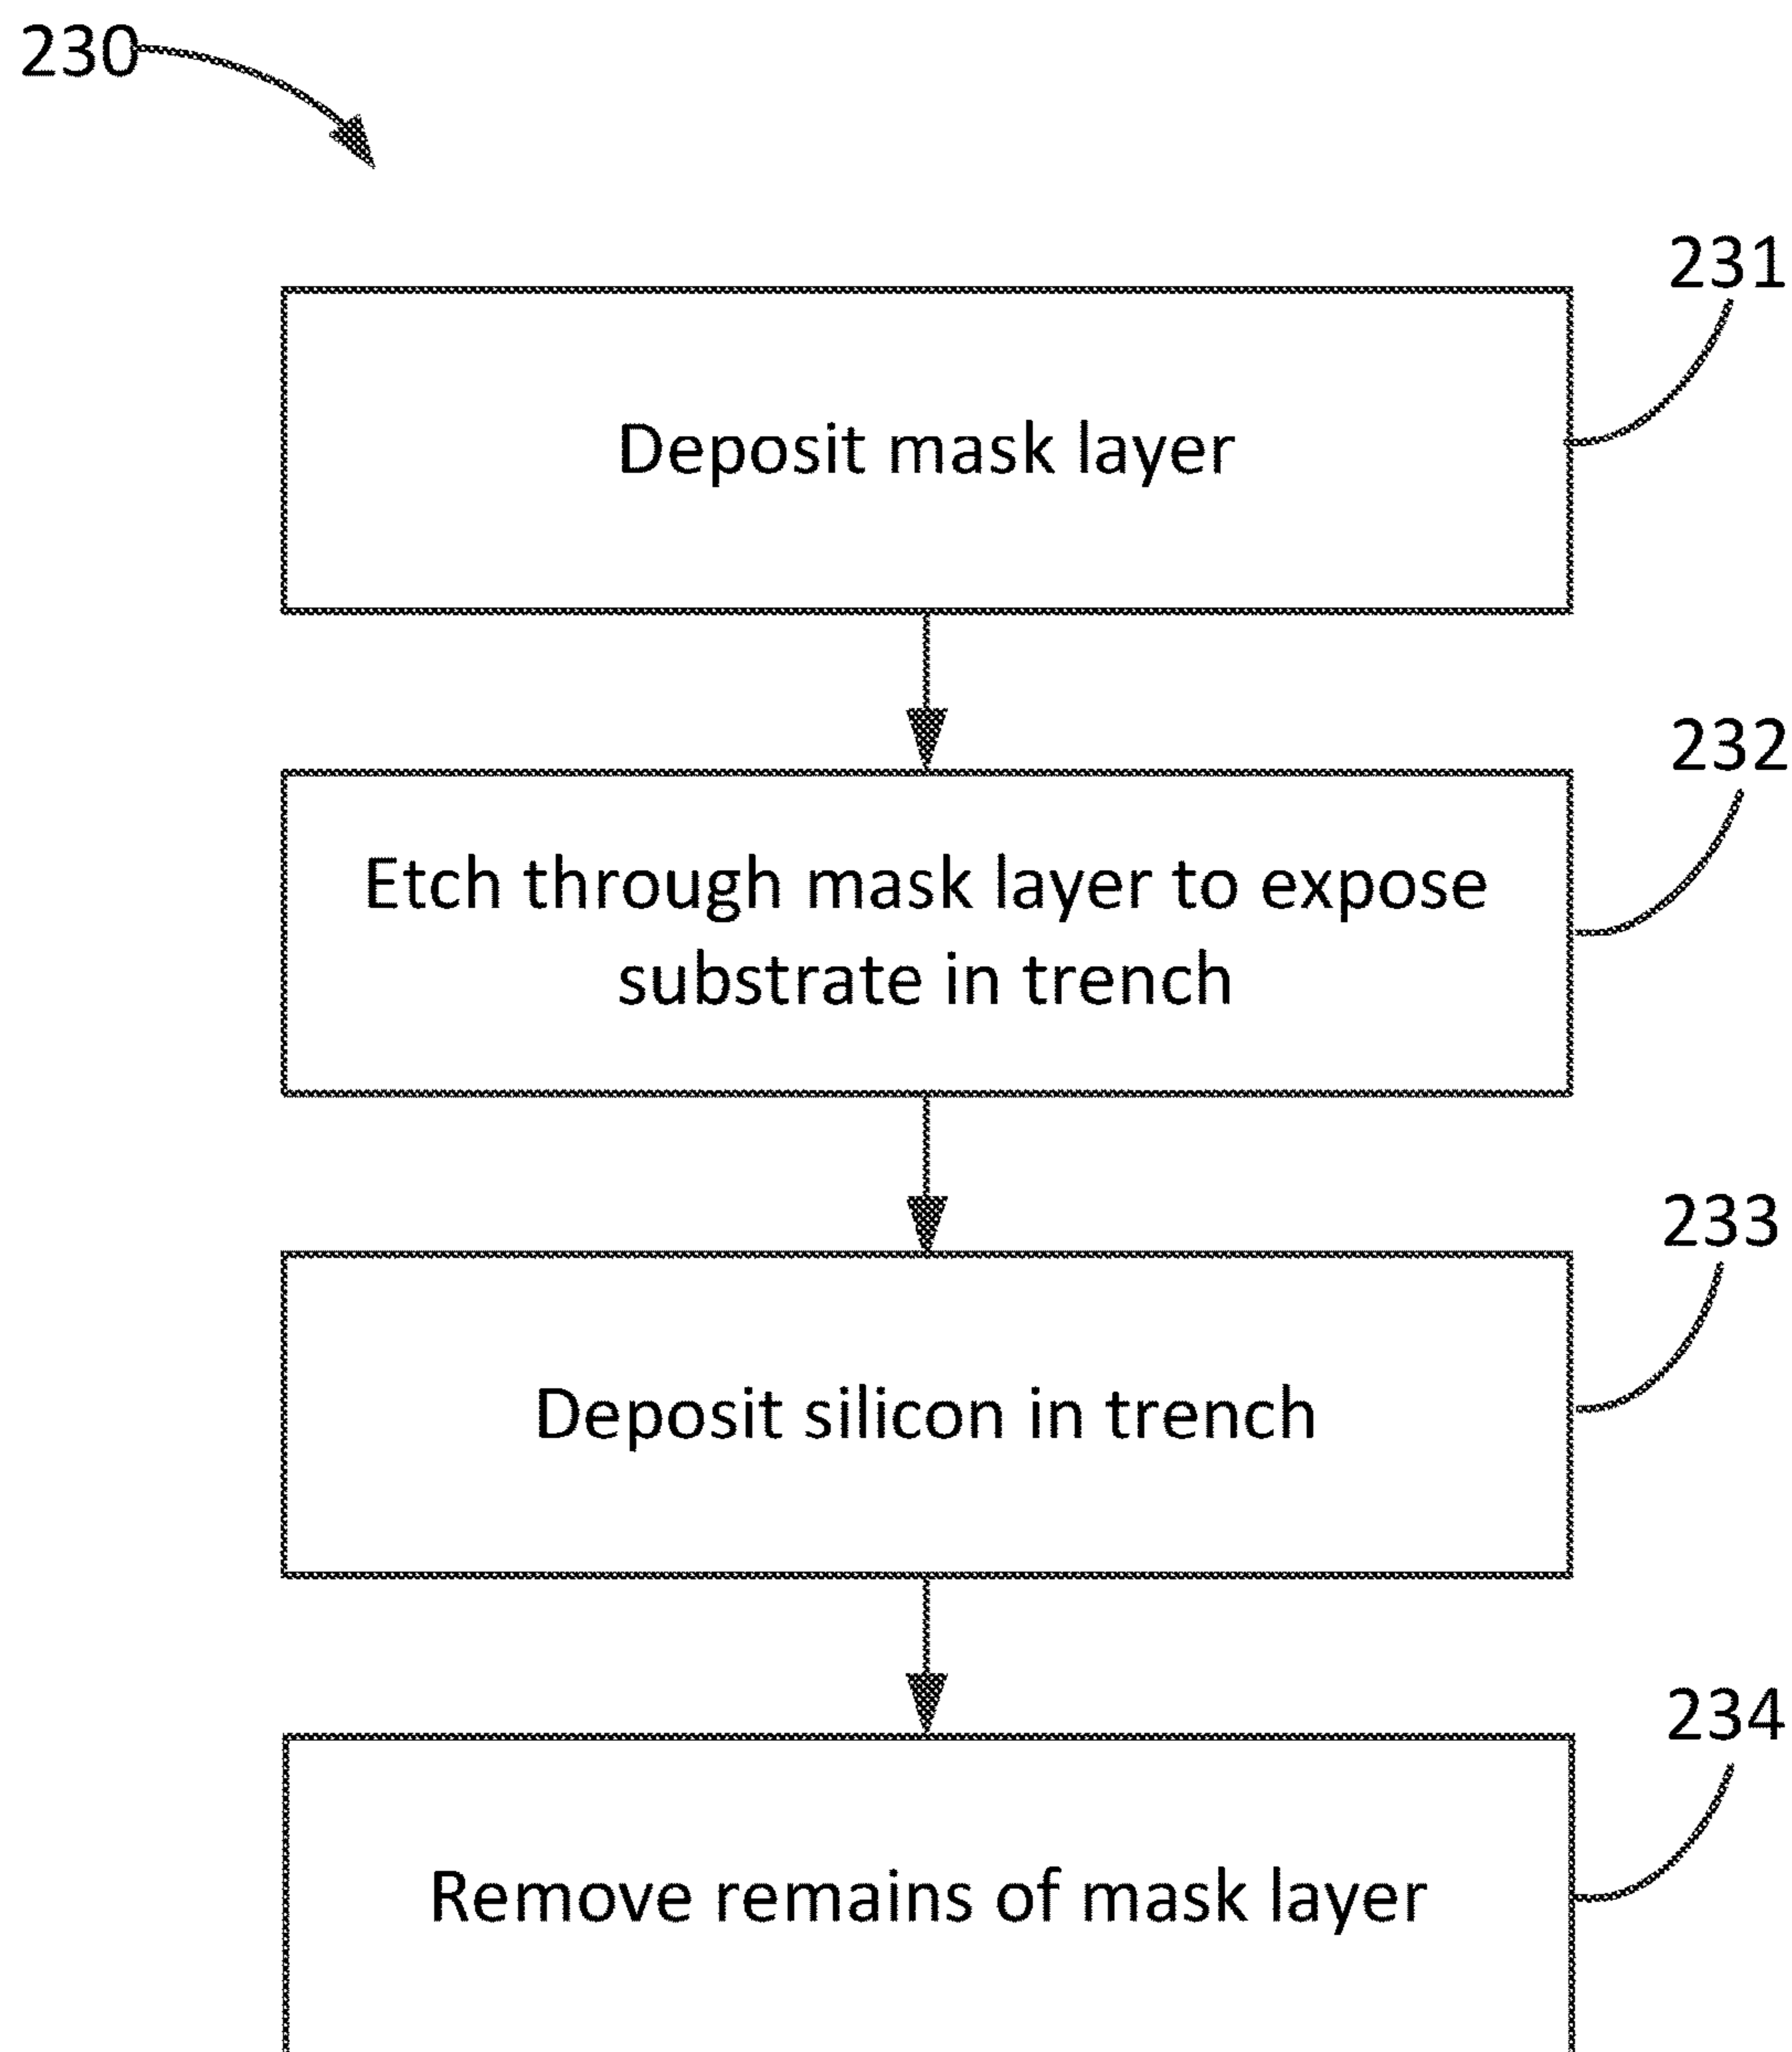 230
231
Deposit mask layer
232
Etch through mask layer to expose
substrate in trench
233
Deposit silicon in trench
234
Remove remains of mask layer